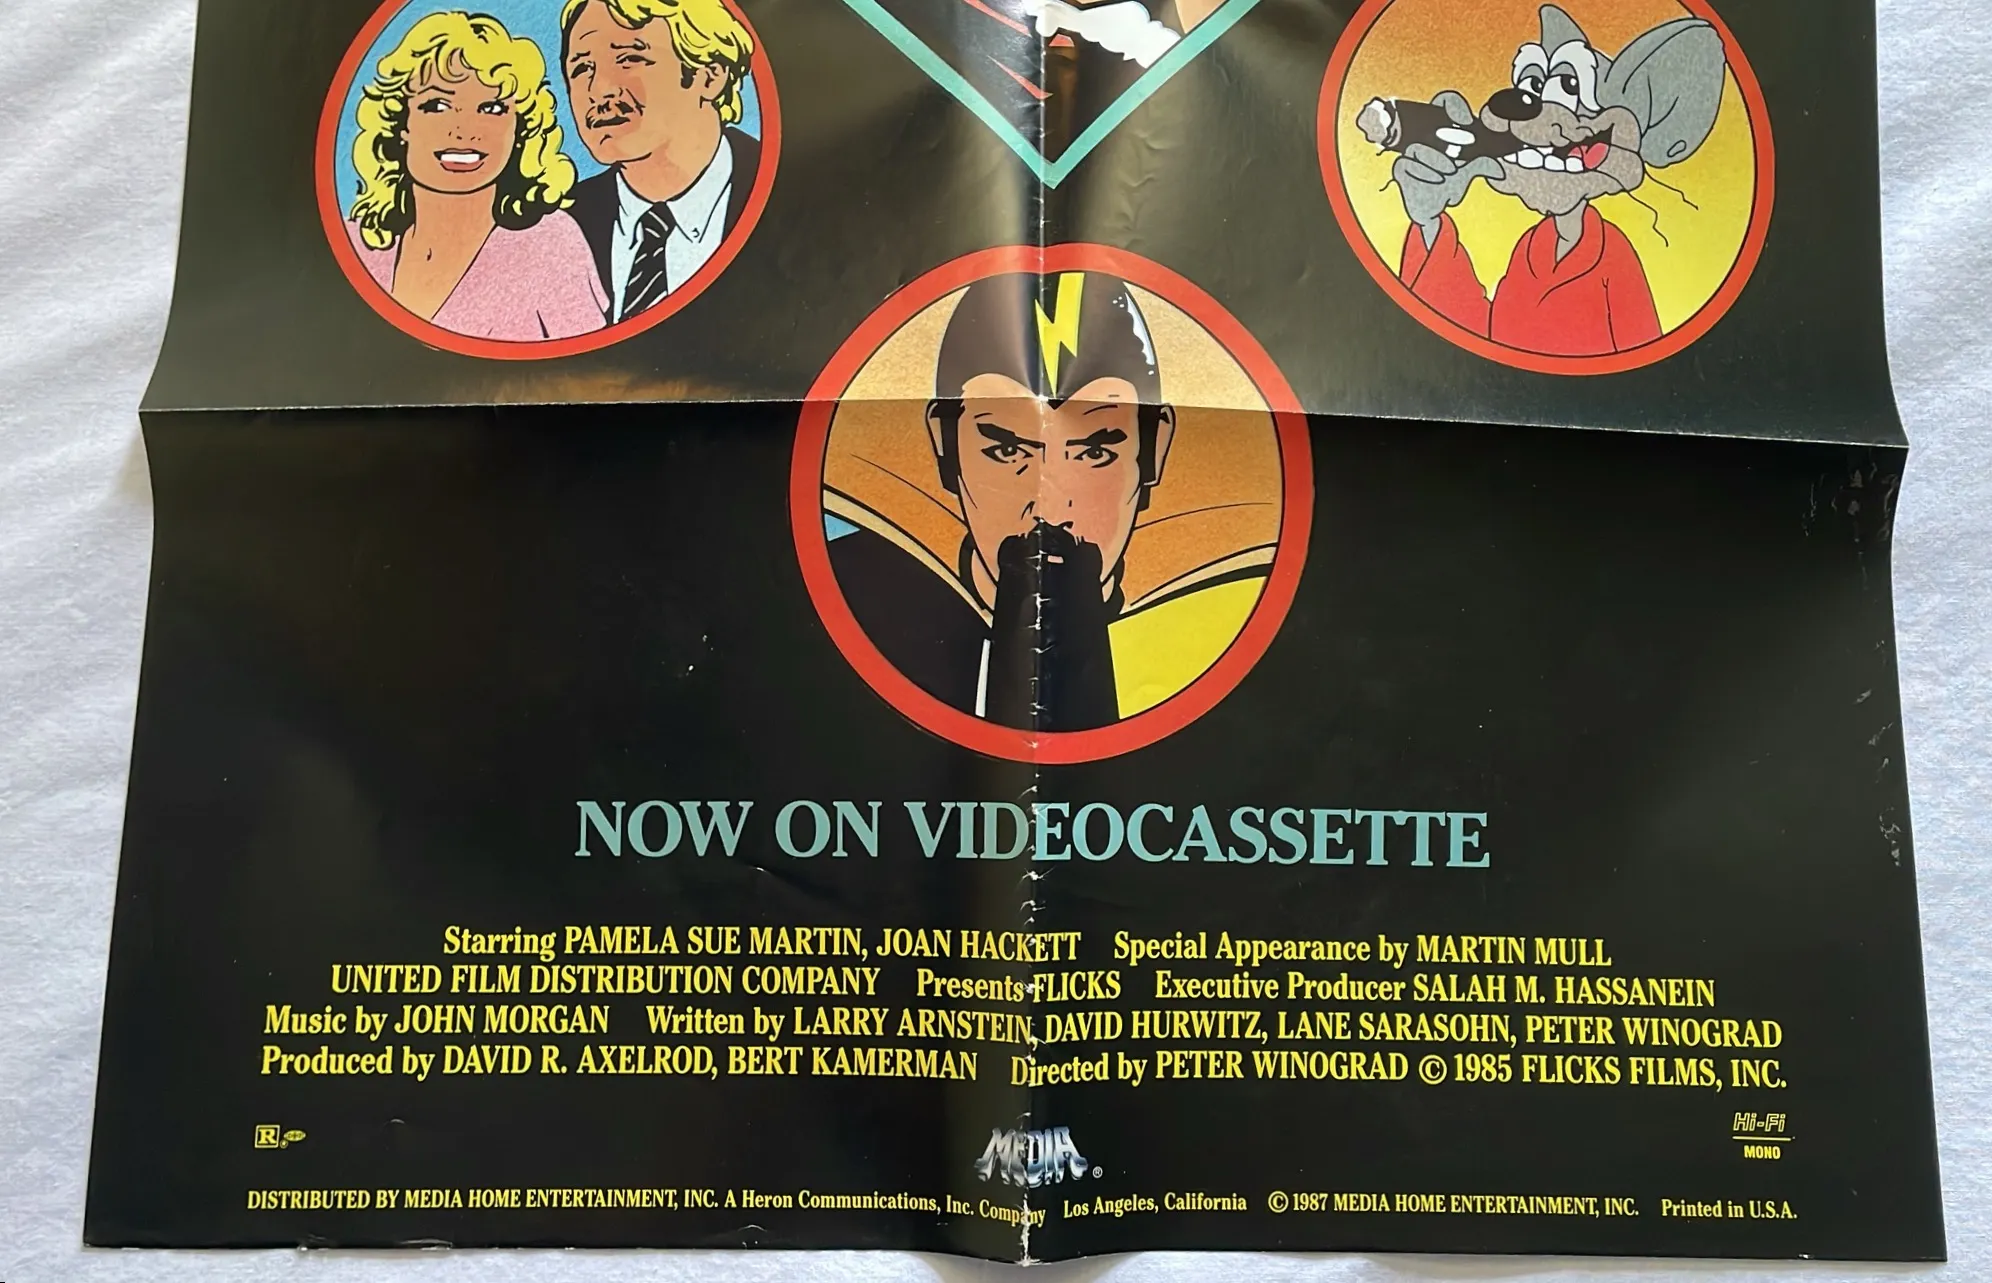 NOW ON VIDEOCASSETTE
Starring PAMELA SUE MARTIN, JOAN HACKETT Special Appearance by MARTIN MULL
UNITED FILM DISTRIBUTION COMPANY Presents FLICKS Executive Producer SALAH M. HASSANEIN
Music by JOHN MORGAN Written by LARRY ARNSTEIN, DAVID HURWITZ, LANE SARASOHN, PETER WINOGRAD
Produced by DAVID R. AXELROD, BERT KAMERMAN Directed by PETER WINOGRAD © 1985 FLICKS FILMS, INC.
R
MEDIA ®
Hi-Fi
MONO
DISTRIBUTED BY MEDIA HOME ENTERTAINMENT, INC. A Heron Communications, Inc. Company Los Angeles, California © 1987 MEDIA HOME ENTERTAINMENT, INC. Printed in U.S.A.